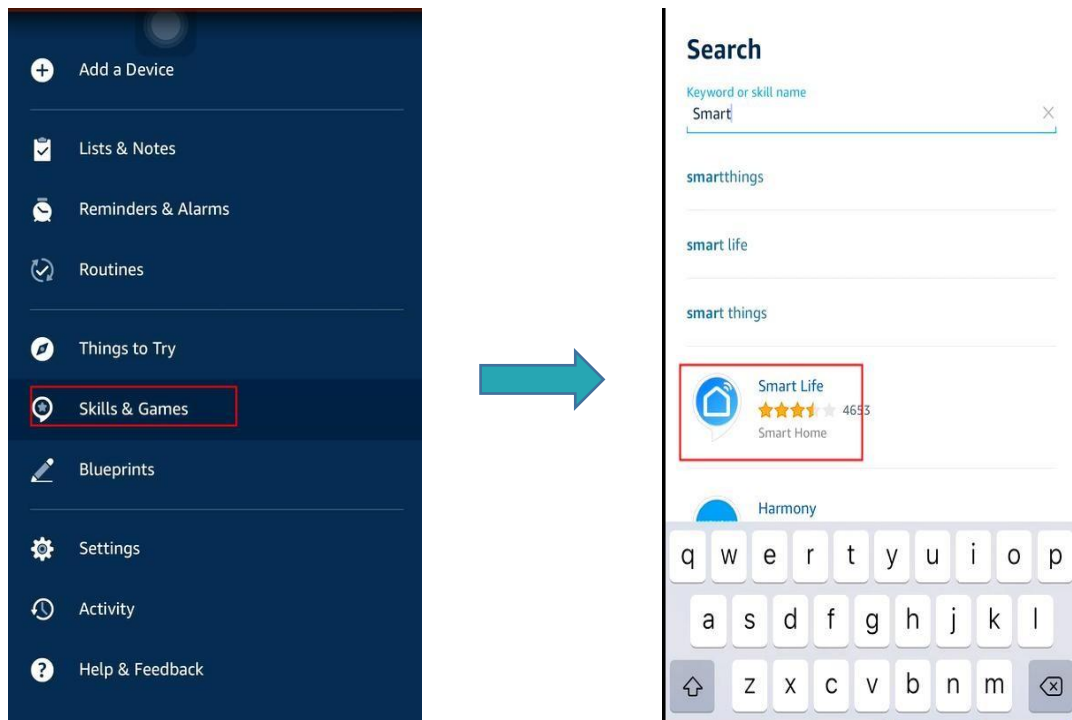 Add a Device
Lists & Notes
Reminders & Alarms
Routines
Things to Try
Skills & Games
Blueprints
Settings
Activity
Help & Feedback
Search
Keyword or skill name
Smart
smartthings
smart life
smart things
Smart Life
4653
Smart Home
Harmony
q w e r t y u i o p
a s d f g h j k l
z x c v b n m